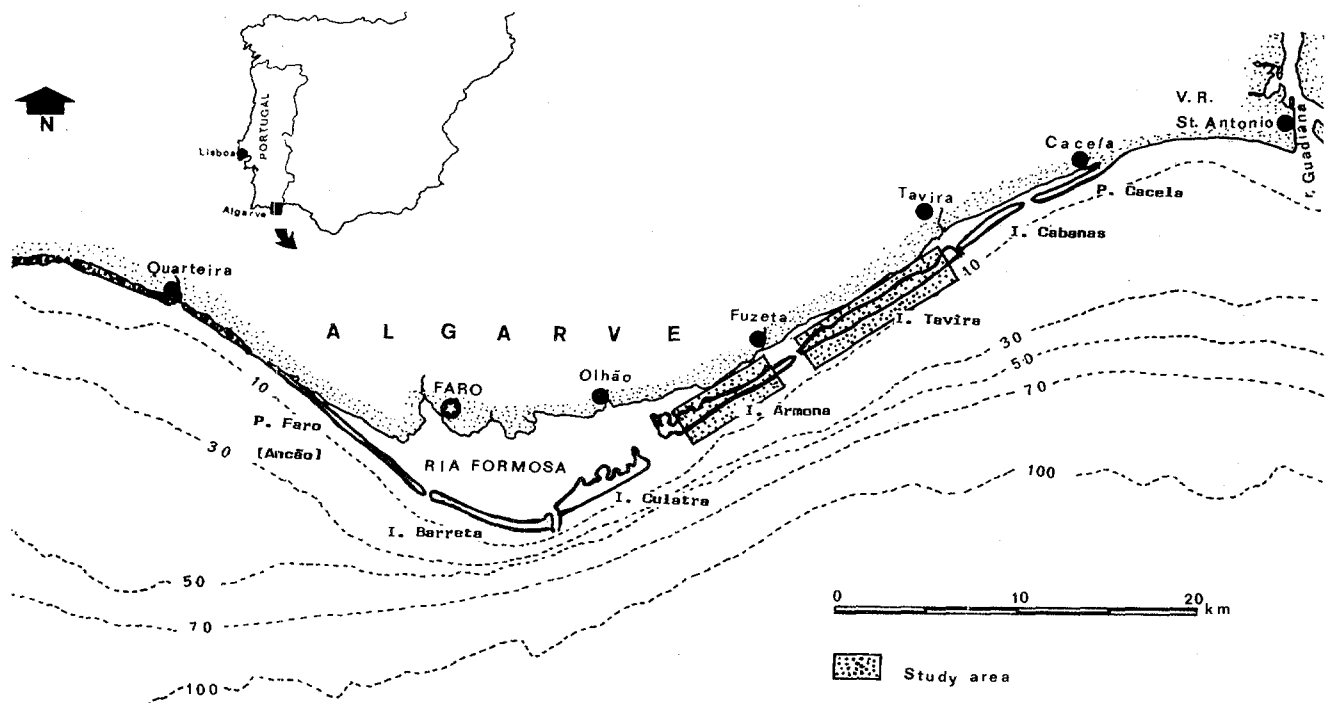 N
PORTUGAL
Lisboa
Algarve
V. R.
St. Antonio
r. Guadiana
Cacela
P. Cacela
Tavira
I. Cabanas
10
I. Tavira
Quarteira
A L G A R V E
Fuzeta
30
50
70
10
FARO
Olhão
I. Armona
P. Faro
(Ancão)
30
RIA FORMOSA
I. Culatra
100
I. Barreta
50
70
100
0 10 20 km
Study area